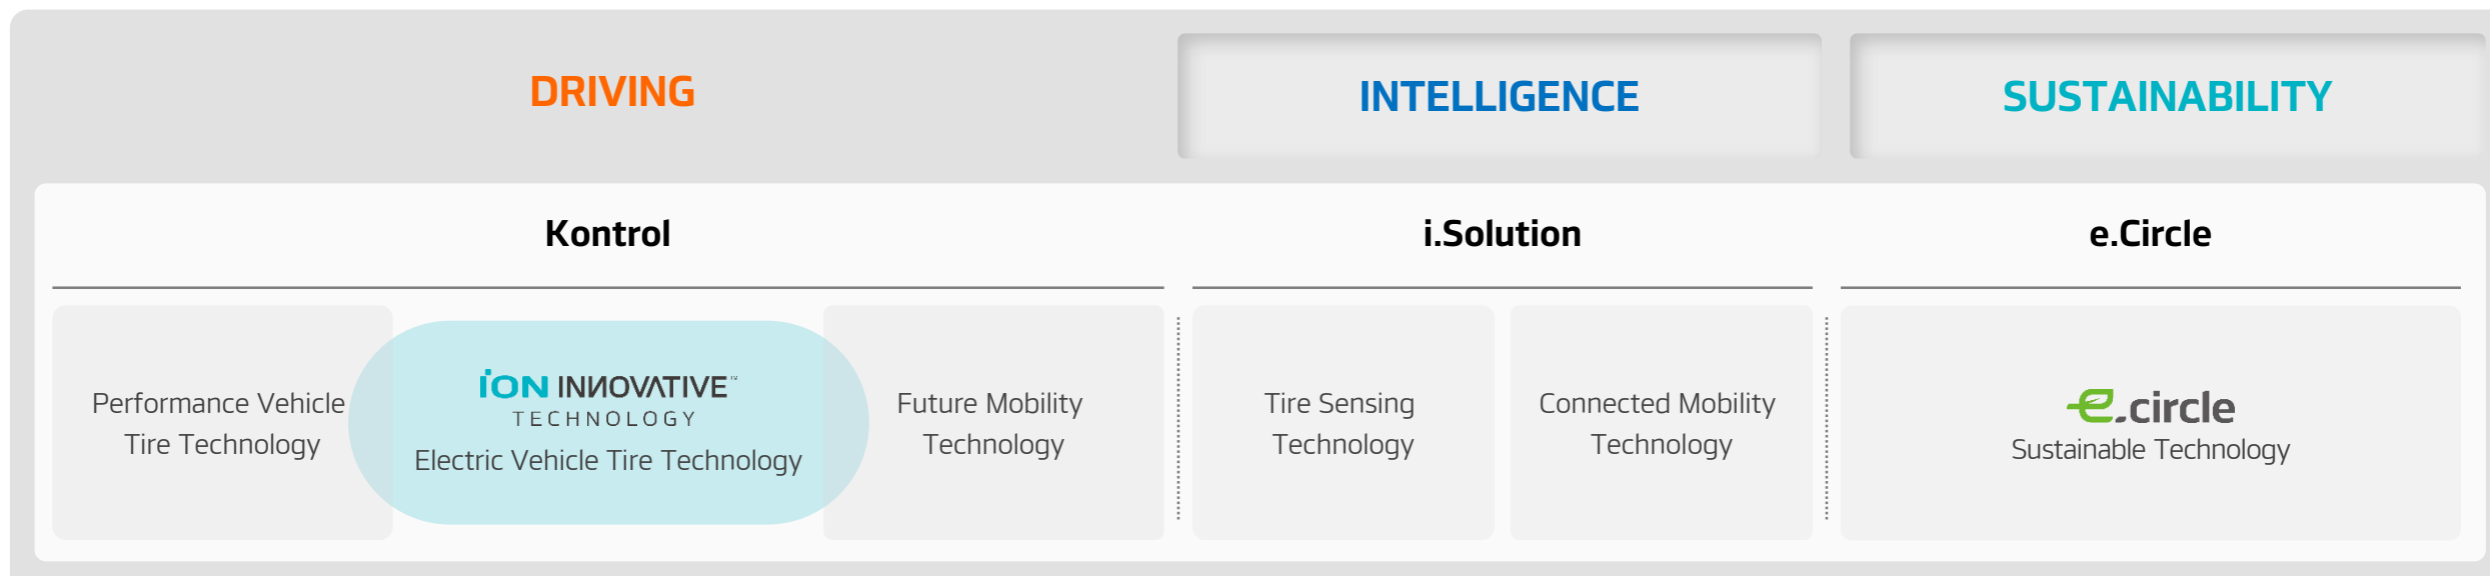 DRIVING
INTELLIGENCE
SUSTAINABILITY
Kontrol
i.Solution
e.Circle
Performance Vehicle
Tire Technology
iON INNOVATIVE™
TECHNOLOGY
Electric Vehicle Tire Technology
Future Mobility
Technology
Tire Sensing
Technology
Connected Mobility
Technology
e.circle
Sustainable Technology